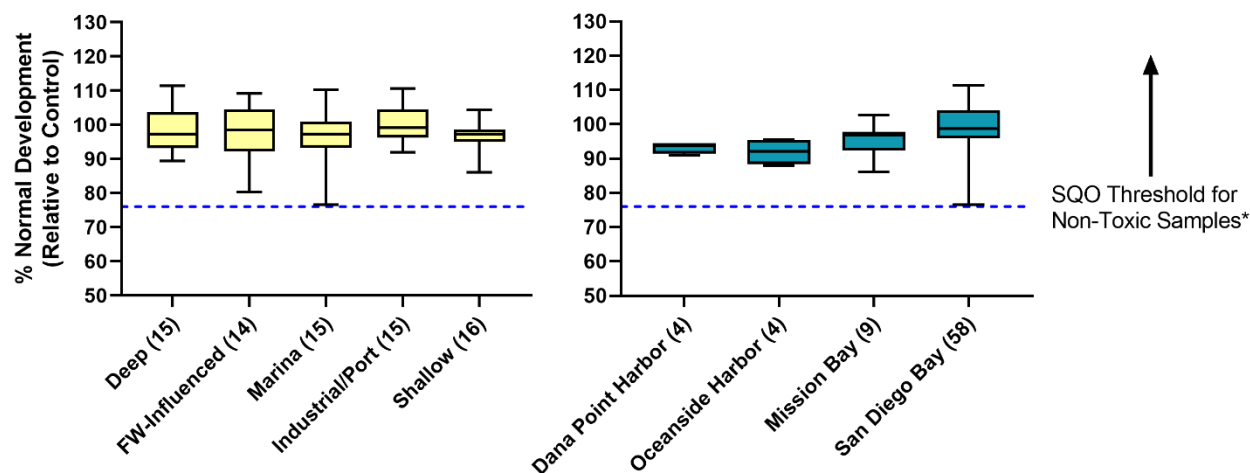 % Normal Development
(Relative to Control)
130
120
110
100
90
80
70
60
50
Deep (15)
FW-Influenced (14)
Marina (15)
Industrial/Port (15)
Shallow (16)
130
120
110
100
90
80
70
60
50
Dana Point Harbor (4)
Oceanside Harbor (4)
Mission Bay (9)
San Diego Bay (58)
SQO Threshold for
Non-Toxic Samples*